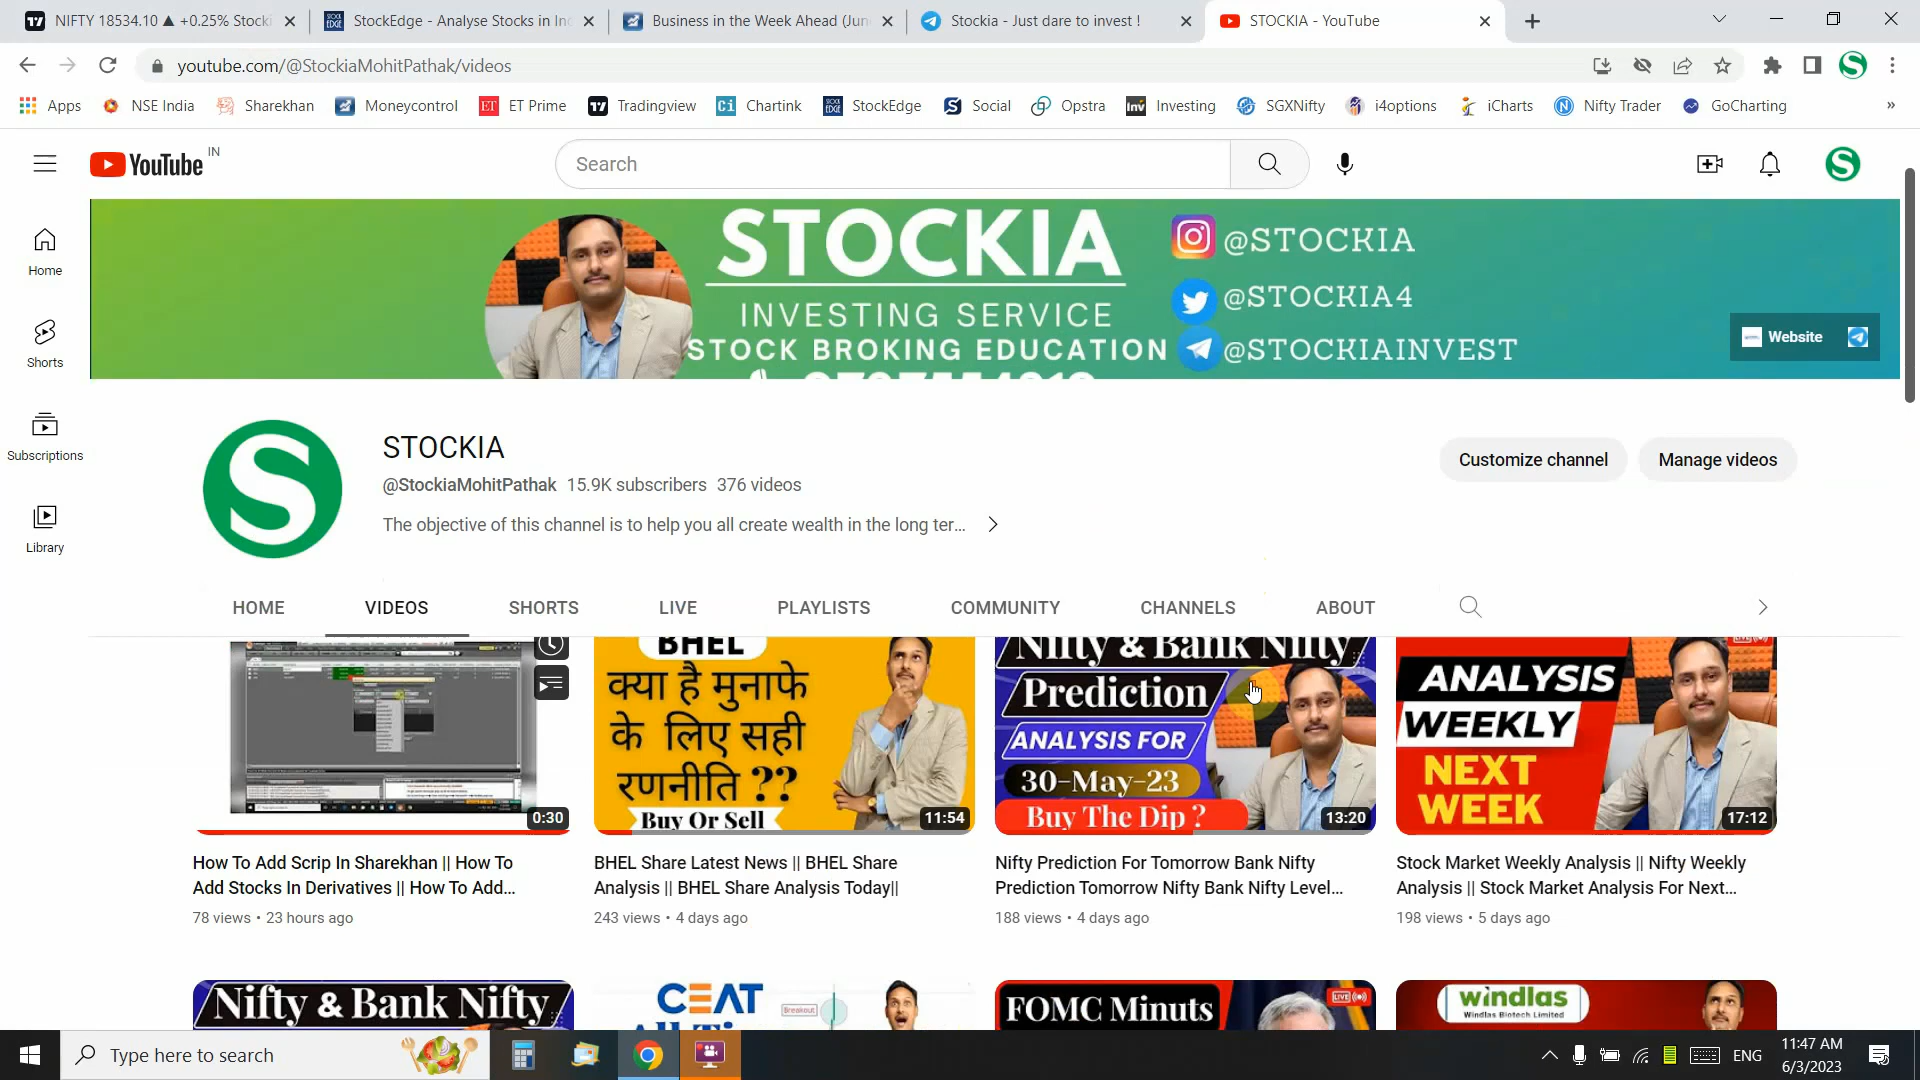 NIFTY 18534.10 ▲ +0.25% Stocki
StockEdge - Analyse Stocks in In
Business in the Week Ahead (Jun
Stockia - Just dare to invest !
STOCKIA - YouTube
youtube.com/@StockiaMohitPathak/videos
Apps
NSE India
Sharekhan
Moneycontrol
ET Prime
Tradingview
Chartink
StockEdge
Social
Opstra
Investing
SGXNifty
i4options
iCharts
Nifty Trader
GoCharting
YouTube IN
Search
Home
Shorts
Subscriptions
Library
STOCKIA
INVESTING SERVICE
STOCK BROKING EDUCATION
@STOCKIA
@STOCKIA4
@STOCKIAINVEST
Website
STOCKIA
@StockiaMohitPathak 15.9K subscribers 376 videos
The objective of this channel is to help you all create wealth in the long ter...
Customize channel
Manage videos
HOME
VIDEOS
SHORTS
LIVE
PLAYLISTS
COMMUNITY
CHANNELS
ABOUT
0:30
How To Add Scrip In Sharekhan || How To
Add Stocks In Derivatives || How To Add...
78 views • 23 hours ago
BHEL
क्या है मुनाफे
के लिए सही
रणनीति ??
Buy Or Sell
11:54
BHEL Share Latest News || BHEL Share
Analysis || BHEL Share Analysis Today||
243 views • 4 days ago
Nifty & Bank Nifty
Prediction
ANALYSIS FOR
30-May-23
Buy The Dip ?
13:20
Nifty Prediction For Tomorrow Bank Nifty
Prediction Tomorrow Nifty Bank Nifty Level...
188 views • 4 days ago
ANALYSIS
WEEKLY
NEXT
WEEK
17:12
Stock Market Weekly Analysis || Nifty Weekly
Analysis || Stock Market Analysis For Next...
198 views • 5 days ago
Nifty & Bank Nifty
CEAT
Breakout
FOMC Minuts
LIVE
windlas
Windlas Biotech Limited
Type here to search
ENG
11:47 AM
6/3/2023